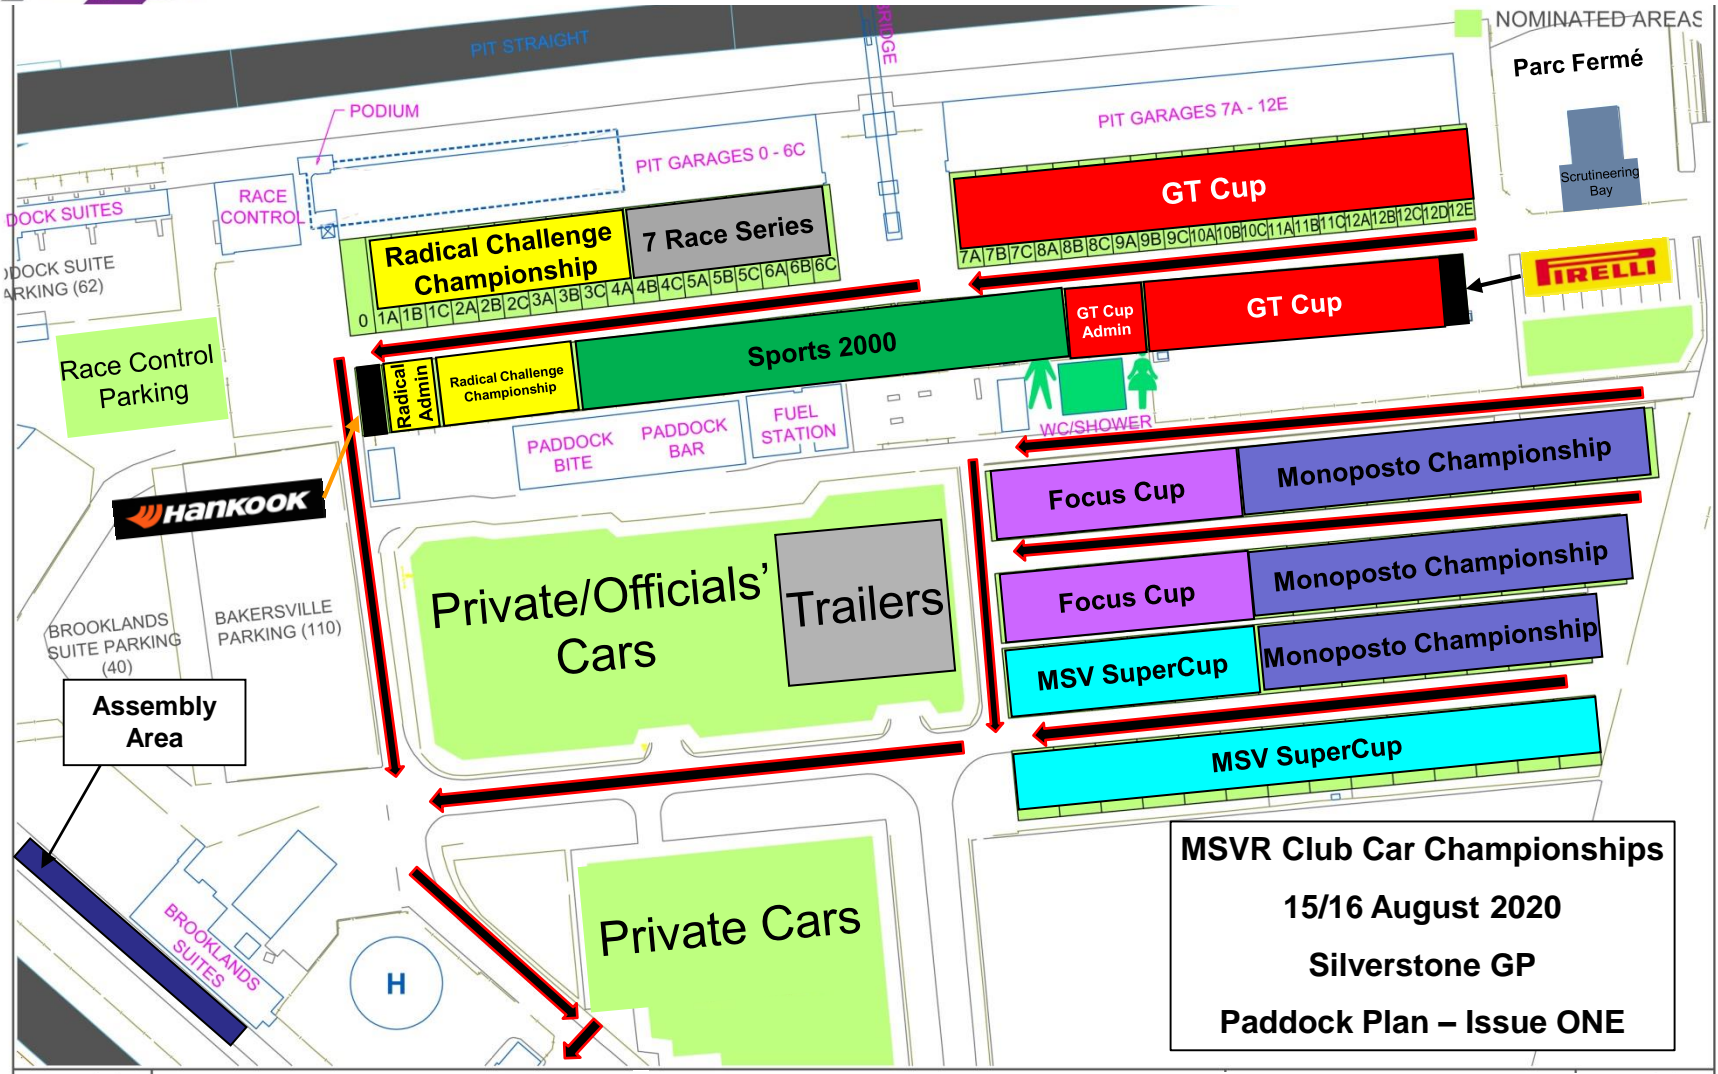 NOMINATED AREAS
Parc Fermé
PIT STRAIGHT
BRIDGE
PODIUM
PIT GARAGES 7A - 12E
PIT GARAGES 0 - 6C
RACE
CONTROL
DOCK SUITES
DOCK SUITE
ARKING (62)
Scrutineering
Bay
GT Cup
7A 7B 7C 8A 8B 8C 9A 9B 9C 10A 10B 10C 11A 11B 11C 12A 12B 12C 12D 12E
Radical Challenge
Championship
7 Race Series
0 1A 1B 1C 2A 2B 2C 3A 3B 3C 4A 4B 4C 5A 5B 5C 6A 6B 6C
PIRELLI
Race Control
Parking
Radical
Admin
Radical Challenge
Championship
Sports 2000
GT Cup
Admin
GT Cup
PADDOCK
BITE
PADDOCK
BAR
FUEL
STATION
WC/SHOWER
HANKOOK
Focus Cup
Monoposto Championship
Private/Officials’
Cars
Trailers
Focus Cup
Monoposto Championship
MSV SuperCup
Monoposto Championship
MSV SuperCup
BROOKLANDS
SUITE PARKING
(40)
BAKERSVILLE
PARKING (110)
Assembly
Area
BROOKLANDS
SUITES
H
Private Cars
MSVR Club Car Championships
15/16 August 2020
Silverstone GP
Paddock Plan – Issue ONE